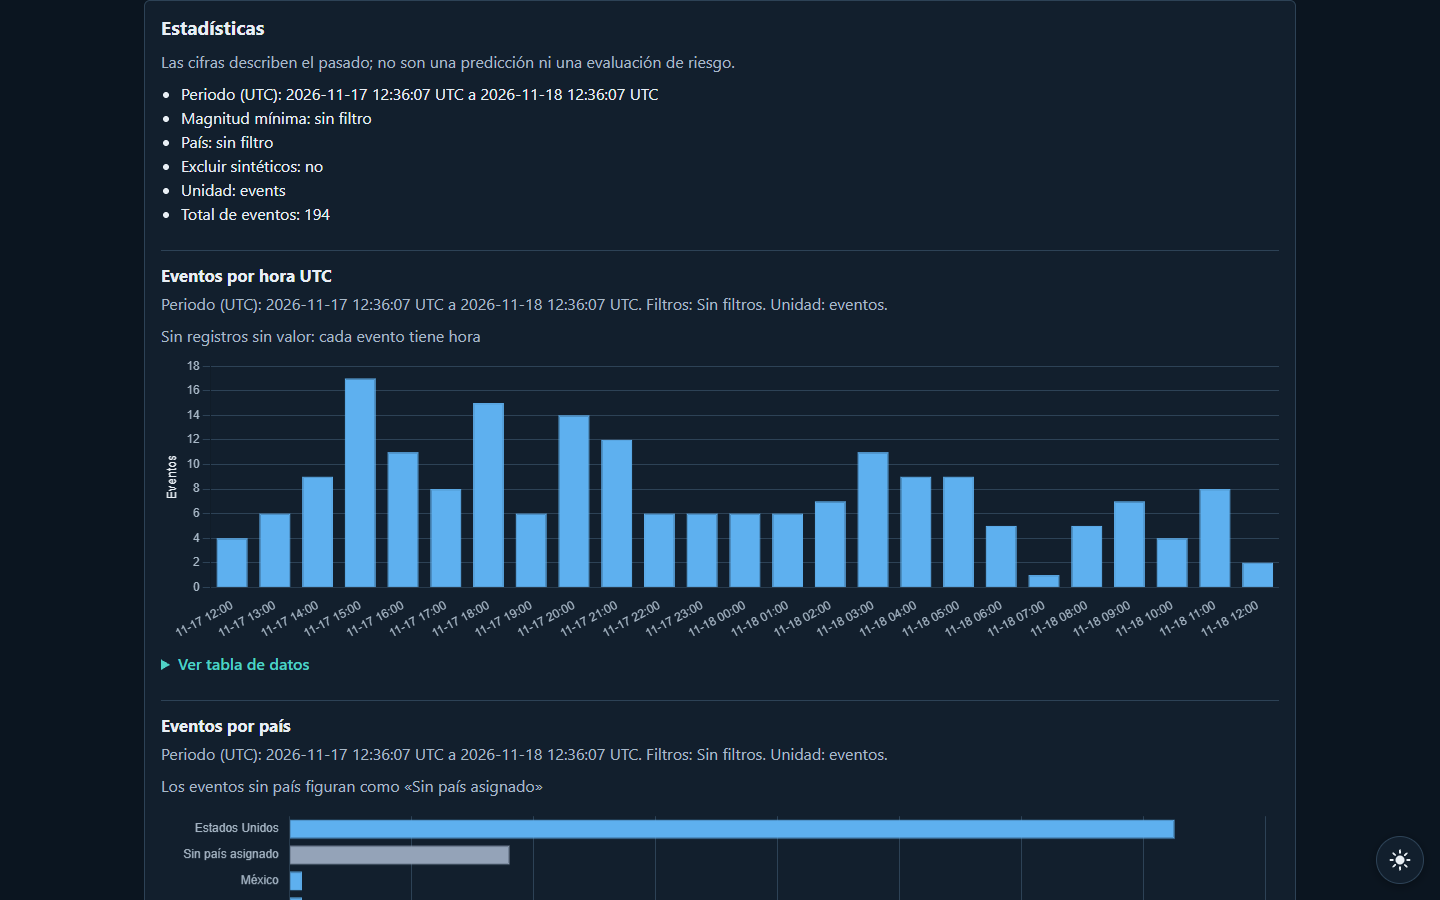 Estadísticas
Las cifras describen el pasado; no son una predicción ni una evaluación de riesgo.
Periodo (UTC): 2026-11-17 12:36:07 UTC a 2026-11-18 12:36:07 UTC
Magnitud mínima: sin filtro
País: sin filtro
Excluir sintéticos: no
Unidad: events
Total de eventos: 194
Eventos por hora UTC
Periodo (UTC): 2026-11-17 12:36:07 UTC a 2026-11-18 12:36:07 UTC. Filtros: Sin filtros. Unidad: eventos.
Sin registros sin valor: cada evento tiene hora
18
16
14
12
10
8
6
4
2
0
Eventos
11-17 12:00
11-17 13:00
11-17 14:00
11-17 15:00
11-17 16:00
11-17 17:00
11-17 18:00
11-17 19:00
11-17 20:00
11-17 21:00
11-17 22:00
11-17 23:00
11-18 00:00
11-18 01:00
11-18 02:00
11-18 03:00
11-18 04:00
11-18 05:00
11-18 06:00
11-18 07:00
11-18 08:00
11-18 09:00
11-18 10:00
11-18 11:00
11-18 12:00
Ver tabla de datos
Eventos por país
Periodo (UTC): 2026-11-17 12:36:07 UTC a 2026-11-18 12:36:07 UTC. Filtros: Sin filtros. Unidad: eventos.
Los eventos sin país figuran como «Sin país asignado»
Estados Unidos
Sin país asignado
México